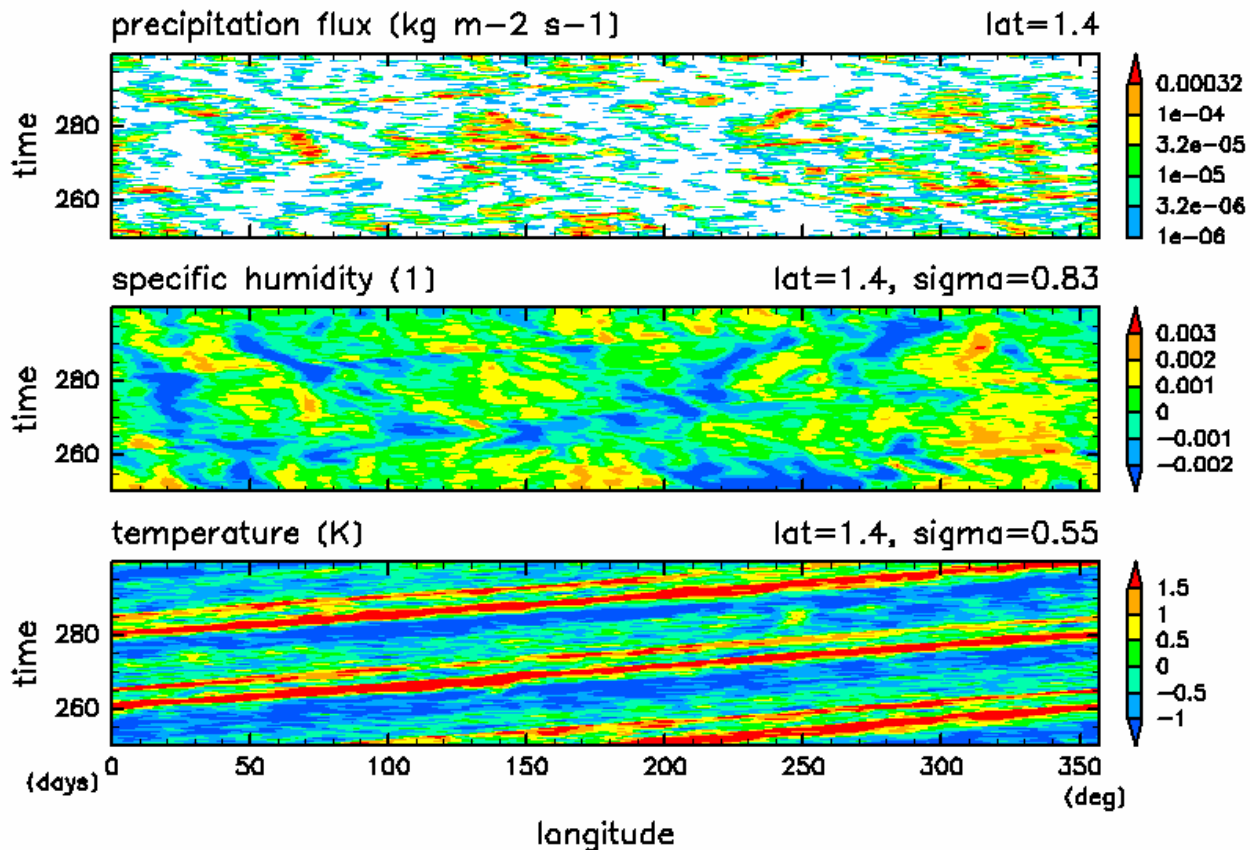 precipitation flux (kg m-2 s-1) lat=1.4
time
280
260
0.00032
1e-04
3.2e-05
1e-05
3.2e-06
1e-06
specific humidity (1) lat=1.4, sigma=0.83
time
280
260
0.003
0.002
0.001
0
-0.001
-0.002
temperature (K) lat=1.4, sigma=0.55
time
280
260
1.5
1
0.5
0
-0.5
-1
(days) 0 50 100 150 200 250 300 350
(deg)
langitude